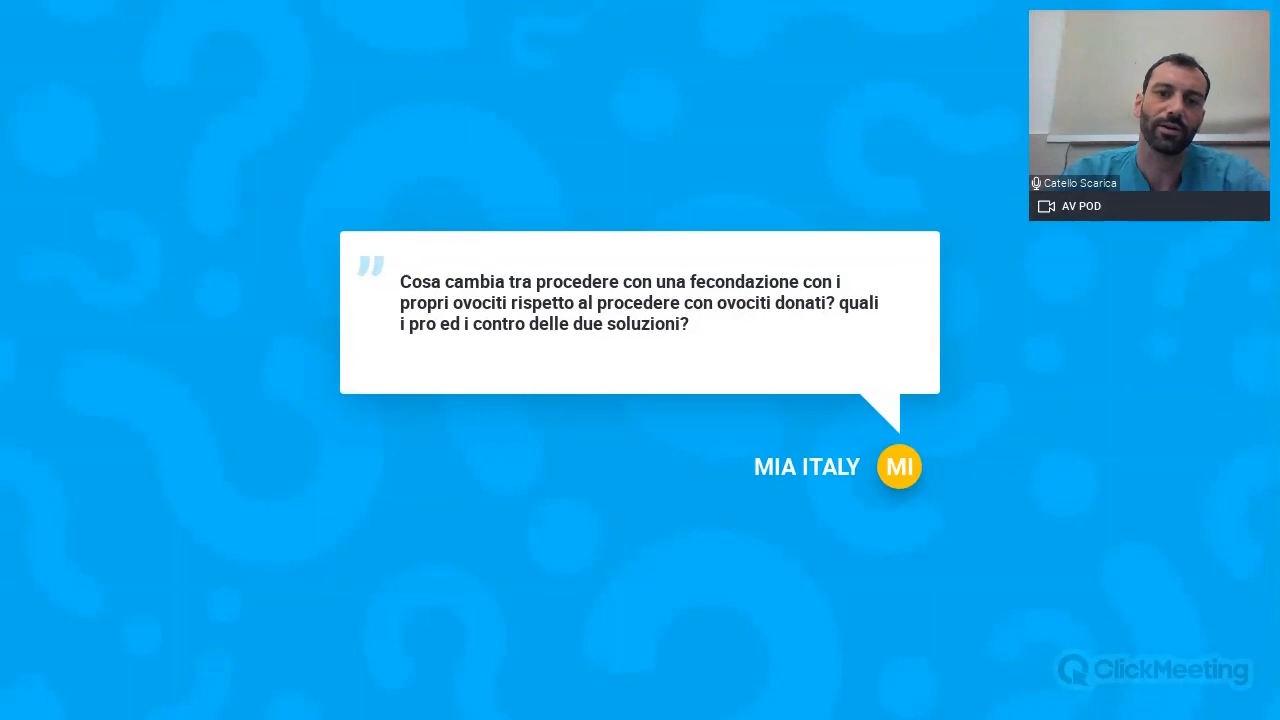 Catello Scarica
AV POD
”
Cosa cambia tra procedere con una fecondazione con i
propri ovociti rispetto al procedere con ovociti donati? quali
i pro ed i contro delle due soluzioni?
MIA ITALY MI
ClickMeeting